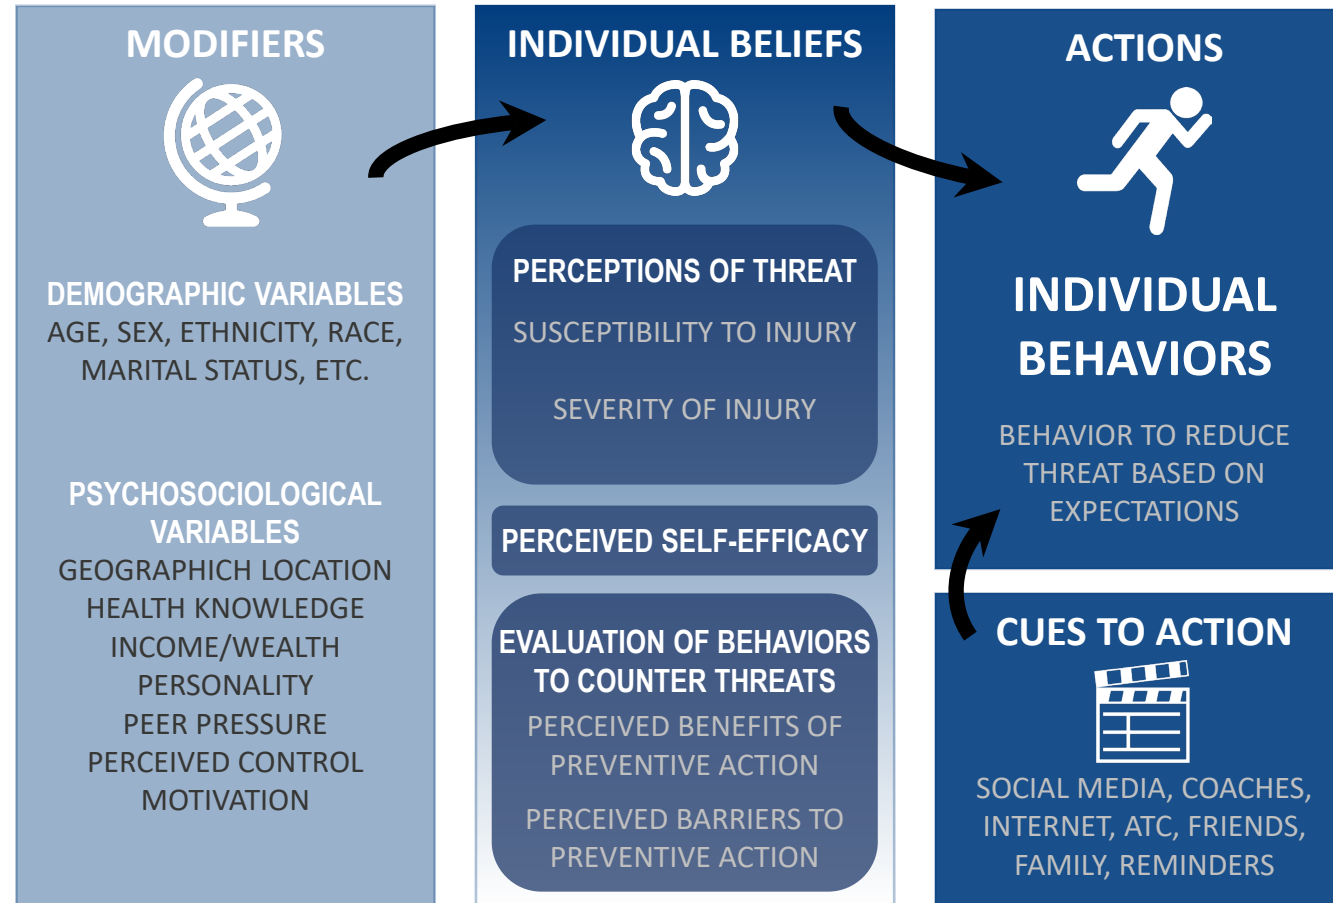 MODIFIERS
DEMOGRAPHIC VARIABLES
AGE, SEX, ETHNICITY, RACE,
MARITAL STATUS, ETC.
PSYCHOSOCIOLOGICAL
VARIABLES
GEOGRAPHICH LOCATION
HEALTH KNOWLEDGE
INCOME/WEALTH
PERSONALITY
PEER PRESSURE
PERCEIVED CONTROL
MOTIVATION
INDIVIDUAL BELIEFS
PERCEPTIONS OF THREAT
SUSCEPTIBILITY TO INJURY
SEVERITY OF INJURY
PERCEIVED SELF-EFFICACY
EVALUATION OF BEHAVIORS
TO COUNTER THREATS
PERCEIVED BENEFITS OF
PREVENTIVE ACTION
PERCEIVED BARRIERS TO
PREVENTIVE ACTION
ACTIONS
INDIVIDUAL
BEHAVIORS
BEHAVIOR TO REDUCE
THREAT BASED ON
EXPECTATIONS
CUES TO ACTION
SOCIAL MEDIA, COACHES,
INTERNET, ATC, FRIENDS,
FAMILY, REMINDERS